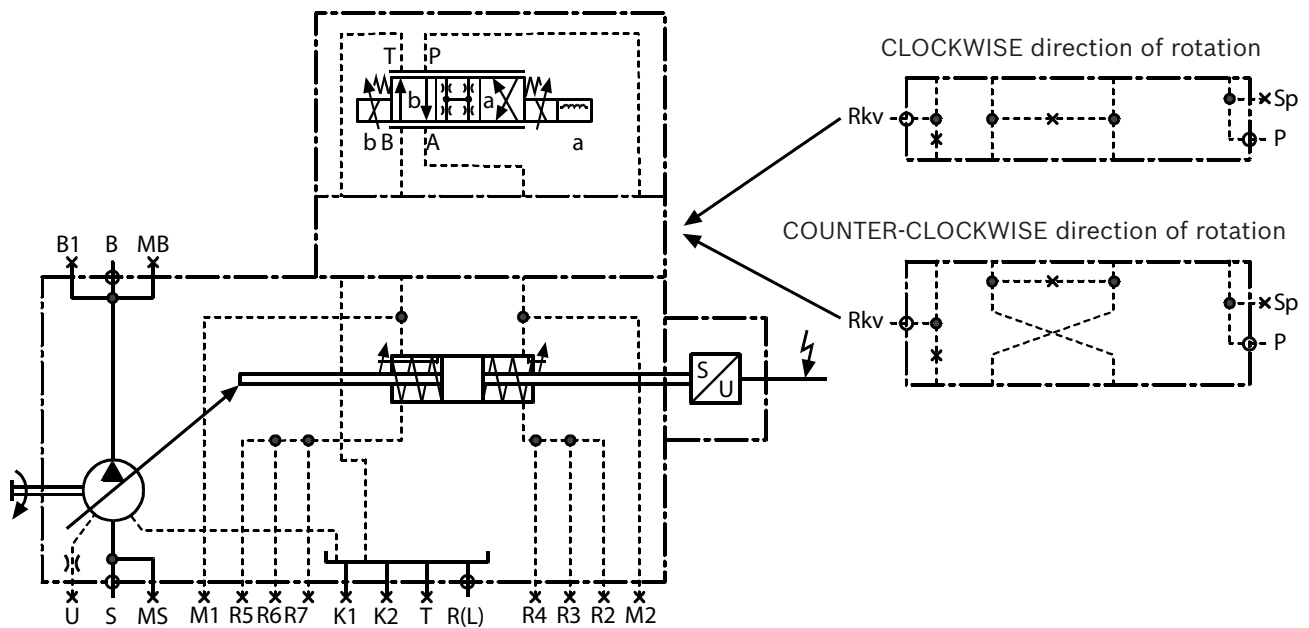 T P
CLOCKWISE direction of rotation
b a
Rkv Sp
P
b B A a
B1 B MB
COUNTER-CLOCKWISE direction of rotation
Rkv Sp
P
S
U
U S MS M1 R5 R6 R7 K1 K2 T R(L) R4 R3 R2 M2